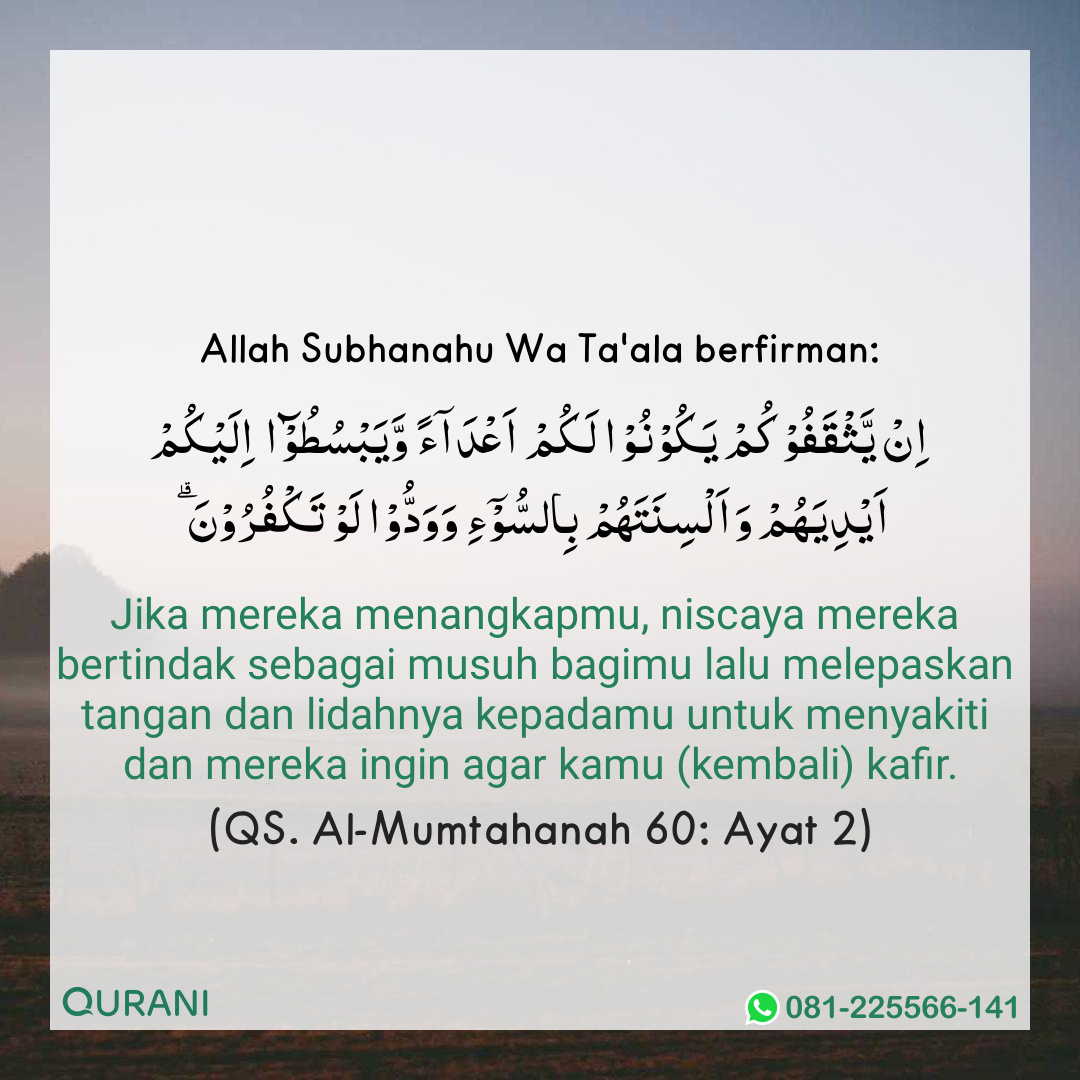 Allah Subhanahu Wa Ta'ala berfirman:
اِنْ يَّثْقَفُوْكُمْ يَكُوْنُوْا لَكُمْ اَعْدَاۤءً وَّيَبْسُطُوْٓا اِلَيْكُمْ
اَيْدِيَهُمْ وَاَلْسِنَتَهُمْ بِالسُّوْۤءِ وَوَدُّوْا لَوْ تَكْفُرُوْنَۗ
Jika mereka menangkapmu, niscaya mereka
bertindak sebagai musuh bagimu lalu melepaskan
tangan dan lidahnya kepadamu untuk menyakiti
dan mereka ingin agar kamu (kembali) kafir.
(QS. Al-Mumtahanah 60: Ayat 2)
QURANI
081-225566-141